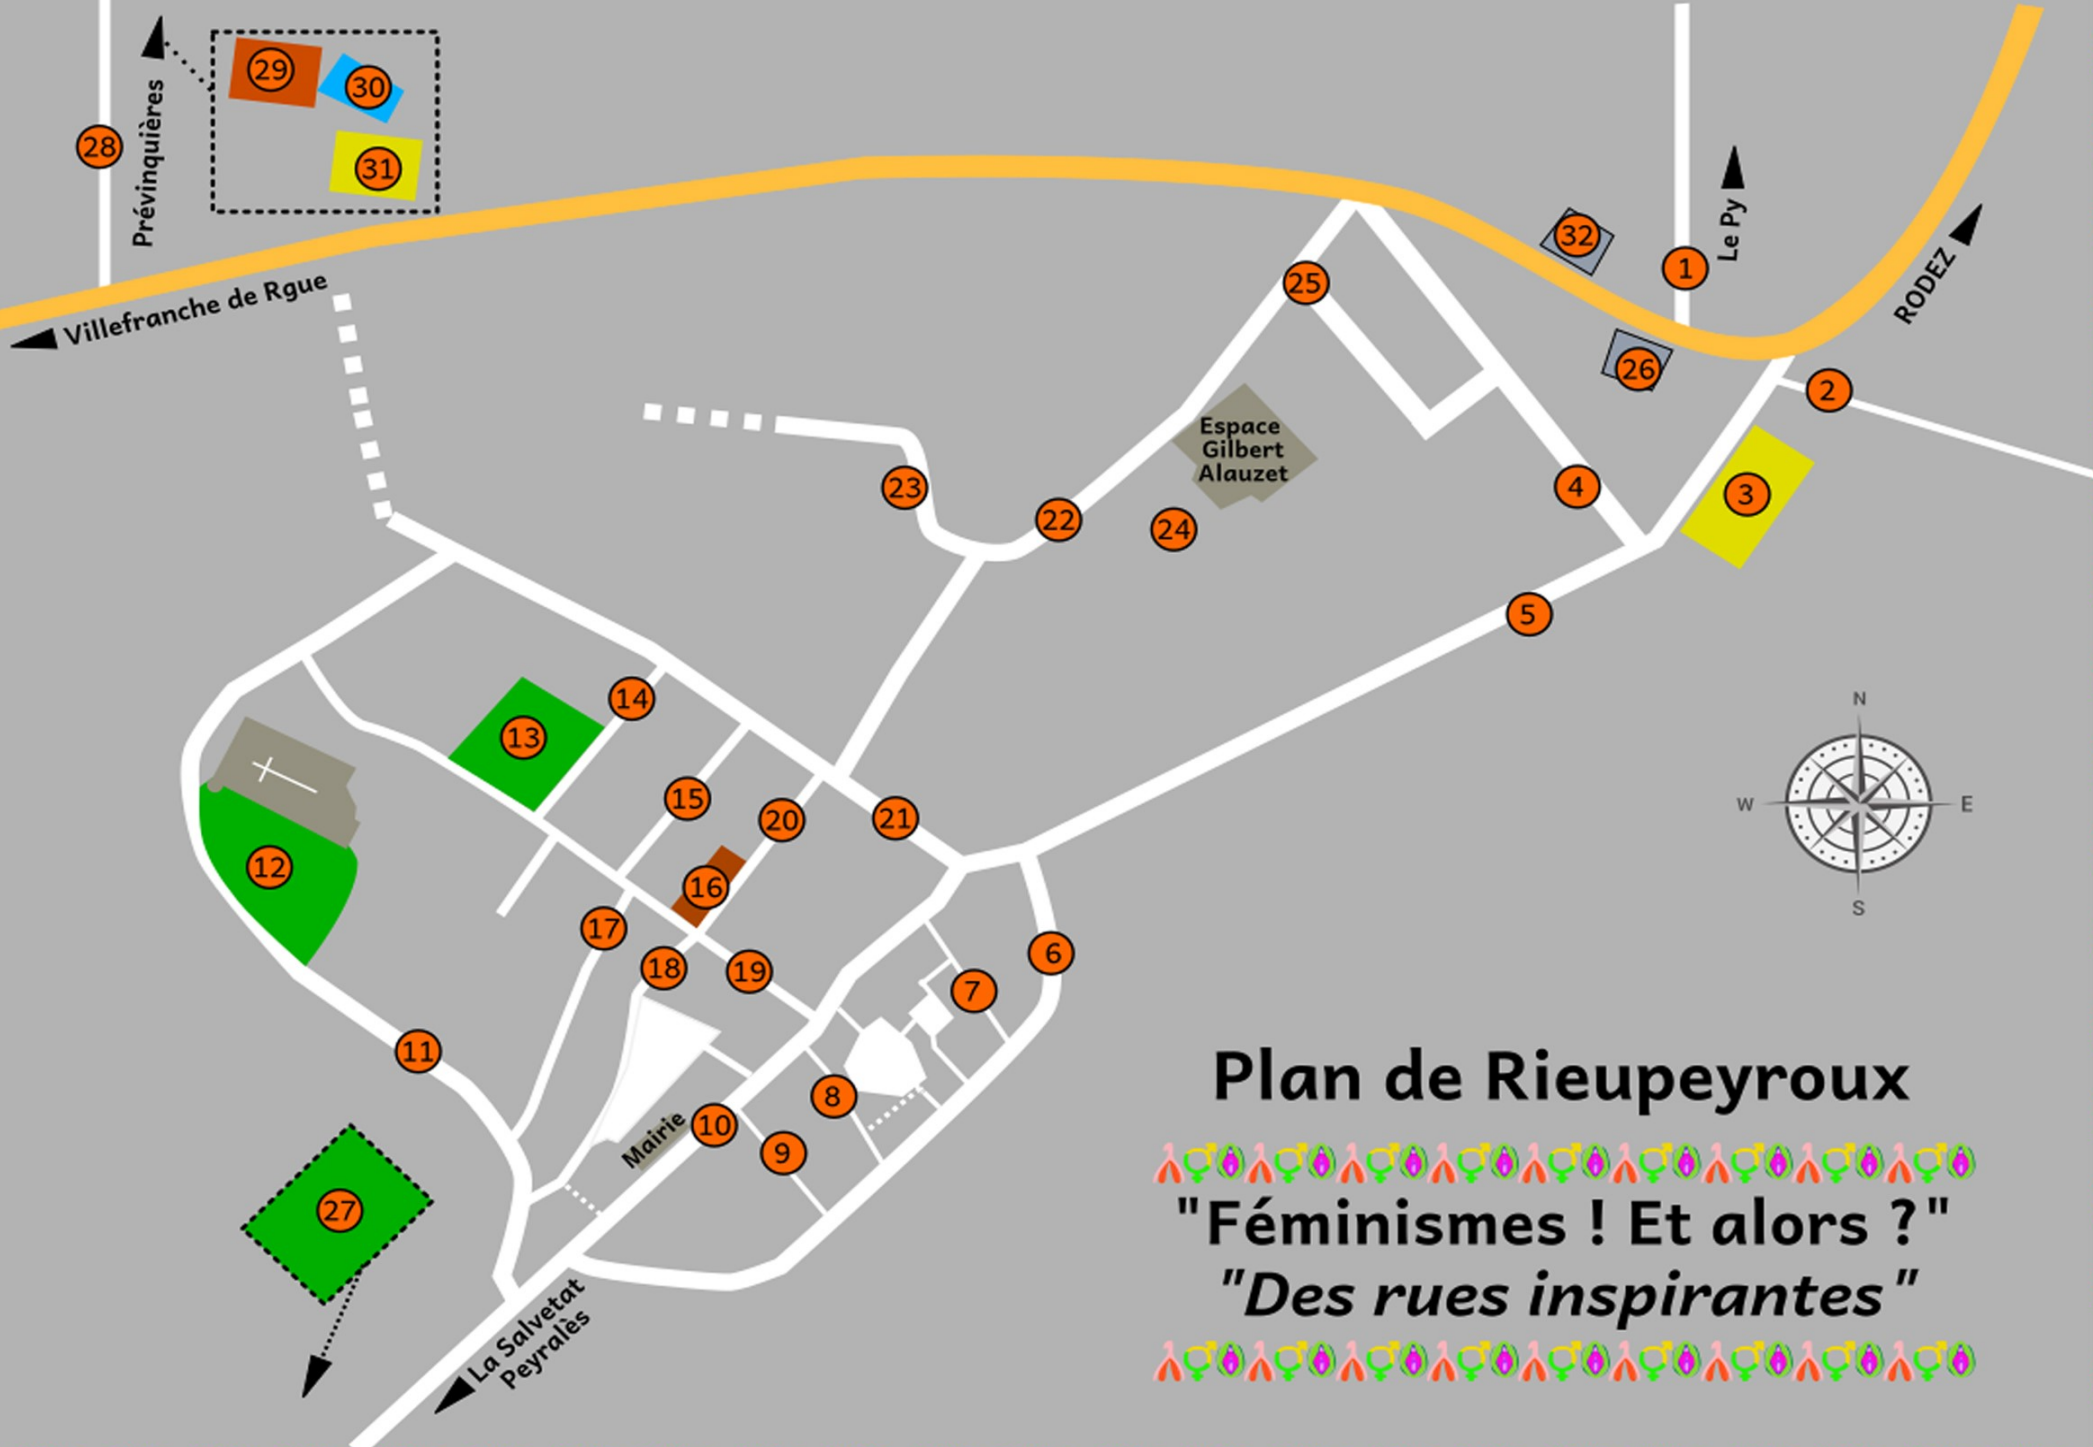 29
30
28
31
Prévinquières
Villefranche de Rgue
32
1
Le Py
RODEZ
25
26
2
Espace
Gilbert
Alauzet
23
22
24
4
3
5
14
13
15
20
21
12
16
17
18
19
6
7
11
8
10
9
Mairie
27
La Salvetat
Peyralès
N
W
E
S
Plan de Rieupeyroux
"Féminismes ! Et alors ?"
"Des rues inspirantes"